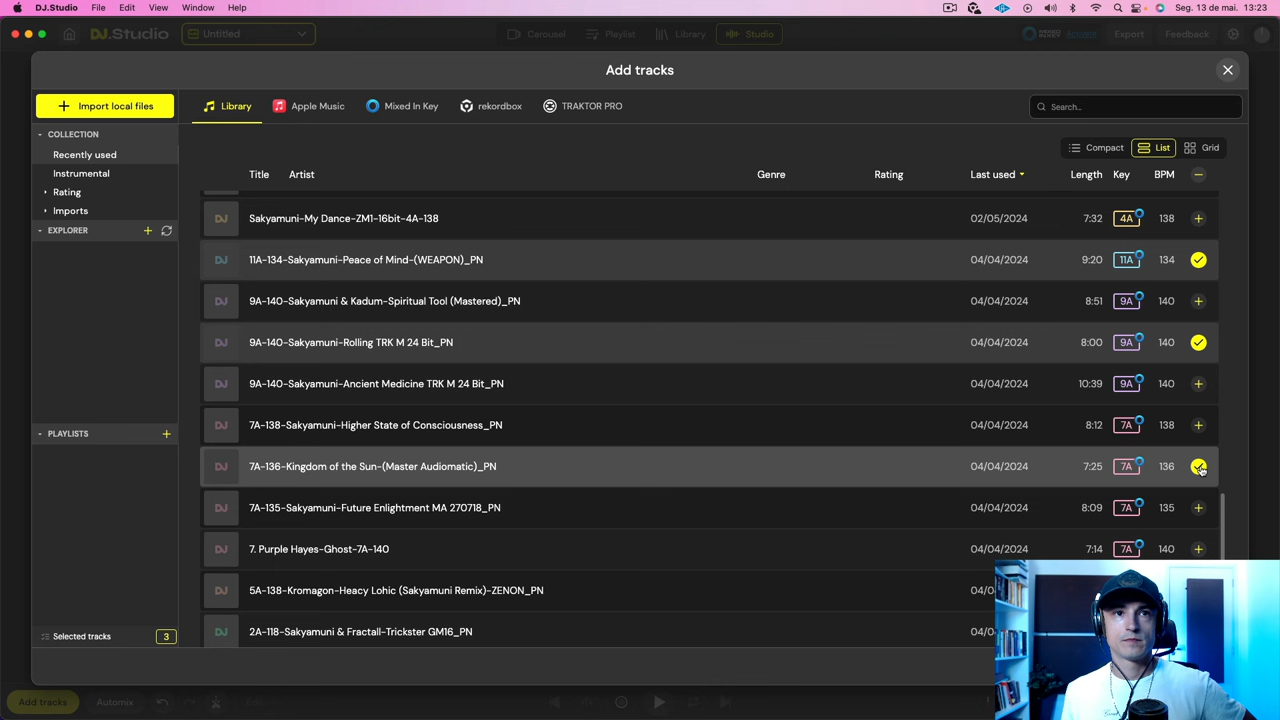 DJ.Studio File Edit View Window Help Seg. 13 de mai. 13:23
DJ.Studio Untitled Carousel Playlist Library Studio Export Feedback
Add tracks
Import local files Library Apple Music Mixed In Key rekordbox TRAKTOR PRO Search...
COLLECTION
Recently used Compact List Grid
Instrumental Title Artist Genre Rating Last used Length Key BPM
Rating
Imports
Sakyamuni-My Dance-ZM1-16bit-4A-138 02/05/2024 7:32 4A 138
EXPLORER
11A-134-Sakyamuni-Peace of Mind-(WEAPON)_PN 04/04/2024 9:20 11A 134
9A-140-Sakyamuni & Kadum-Spiritual Tool (Mastered)_PN 04/04/2024 8:51 9A 140
9A-140-Sakyamuni-Rolling TRK M 24 Bit_PN 04/04/2024 8:00 9A 140
9A-140-Sakyamuni-Ancient Medicine TRK M 24 Bit_PN 04/04/2024 10:39 9A 140
7A-138-Sakyamuni-Higher State of Consciousness_PN 04/04/2024 8:12 7A 138
PLAYLISTS
7A-136-Kingdom of the Sun-(Master Audiomatic)_PN 04/04/2024 7:25 7A 136
7A-135-Sakyamuni-Future Enlightment MA 270718_PN 04/04/2024 8:09 7A 135
7. Purple Hayes-Ghost-7A-140 04/04/2024 7:14 7A 140
5A-138-Kromagon-Heacy Lohic (Sakyamuni Remix)-ZENON_PN 04/0
2A-118-Sakyamuni & Fractall-Trickster GM16_PN 04/0
Selected tracks 3
Add tracks Automix Edit